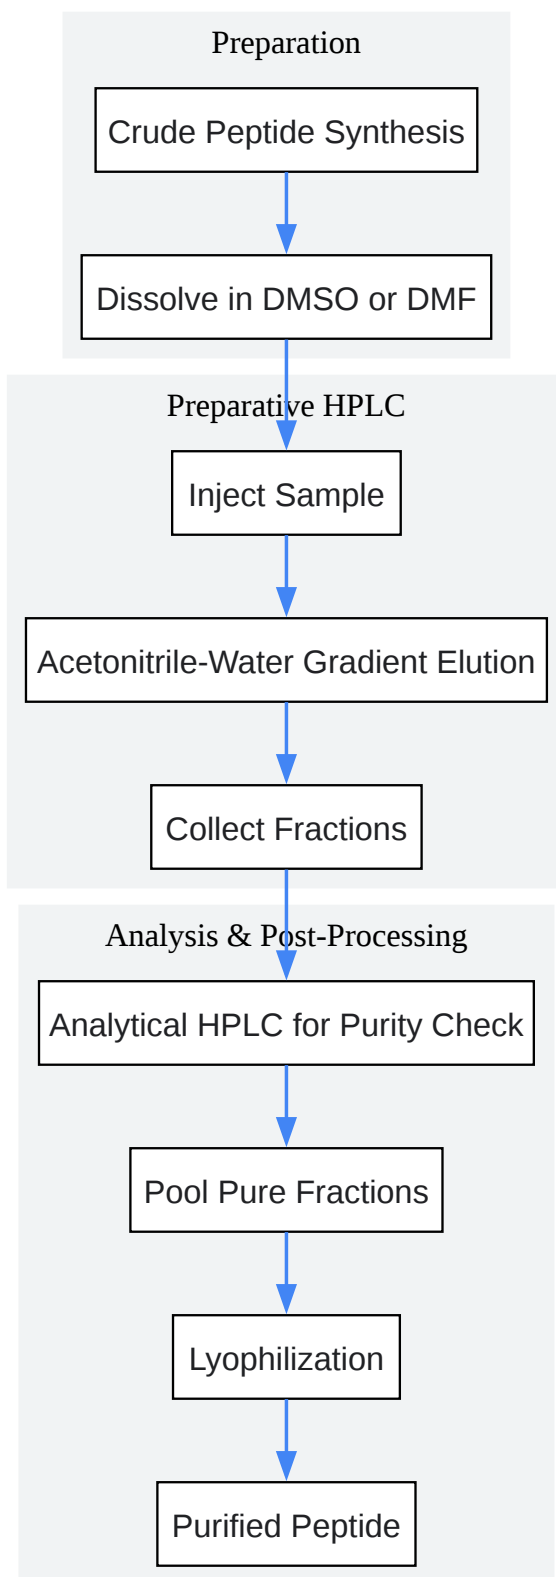 Preparation
Crude Peptide Synthesis
Dissolve in DMSO or DMF
Preparative HPLC
Inject Sample
Acetonitrile-Water Gradient Elution
Collect Fractions
Analysis & Post-Processing
Analytical HPLC for Purity Check
Pool Pure Fractions
Lyophilization
Purified Peptide